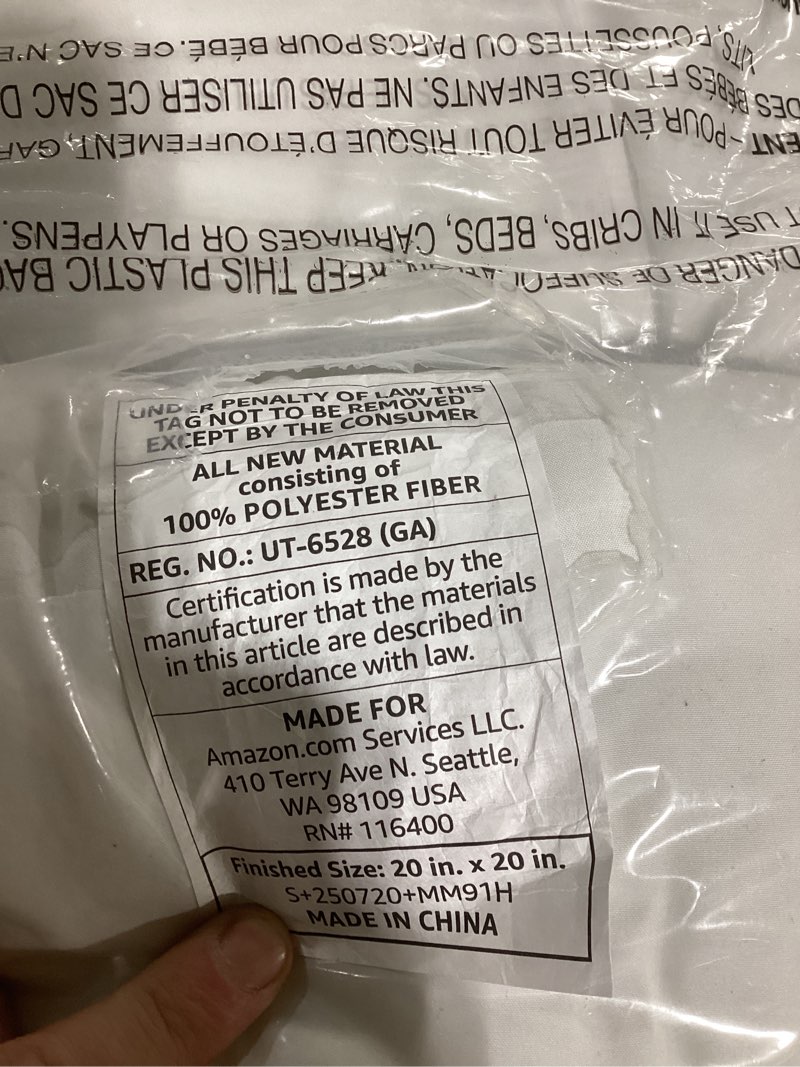 LITS, POUSSETTES OU PARCS POUR BÉBÉ. CE SAC N'E
DES BÉBÉS ET DES ENFANTS. NE PAS UTILISER CE SAC D
ENT - POUR ÉVITER TOUT RISQUE D'ÉTOUFFEMENT, GAR
T USE IT IN CRIBS, BEDS, CARRIAGES OR PLAYPENS.
DANGER OF KEEP THIS PLASTIC BAG
UNDER PENALTY OF LAW THIS
TAG NOT TO BE REMOVED
EXCEPT BY THE CONSUMER
ALL NEW MATERIAL
consisting of
100% POLYESTER FIBER
REG. NO.: UT-6528 (GA)
Certification is made by the
manufacturer that the materials
in this article are described in
accordance with law.
MADE FOR
Amazon.com Services LLC.
410 Terry Ave N. Seattle,
WA 98109 USA
RN# 116400
Finished Size: 20 in. x 20 in.
S+250720+MM91H
MADE IN CHINA